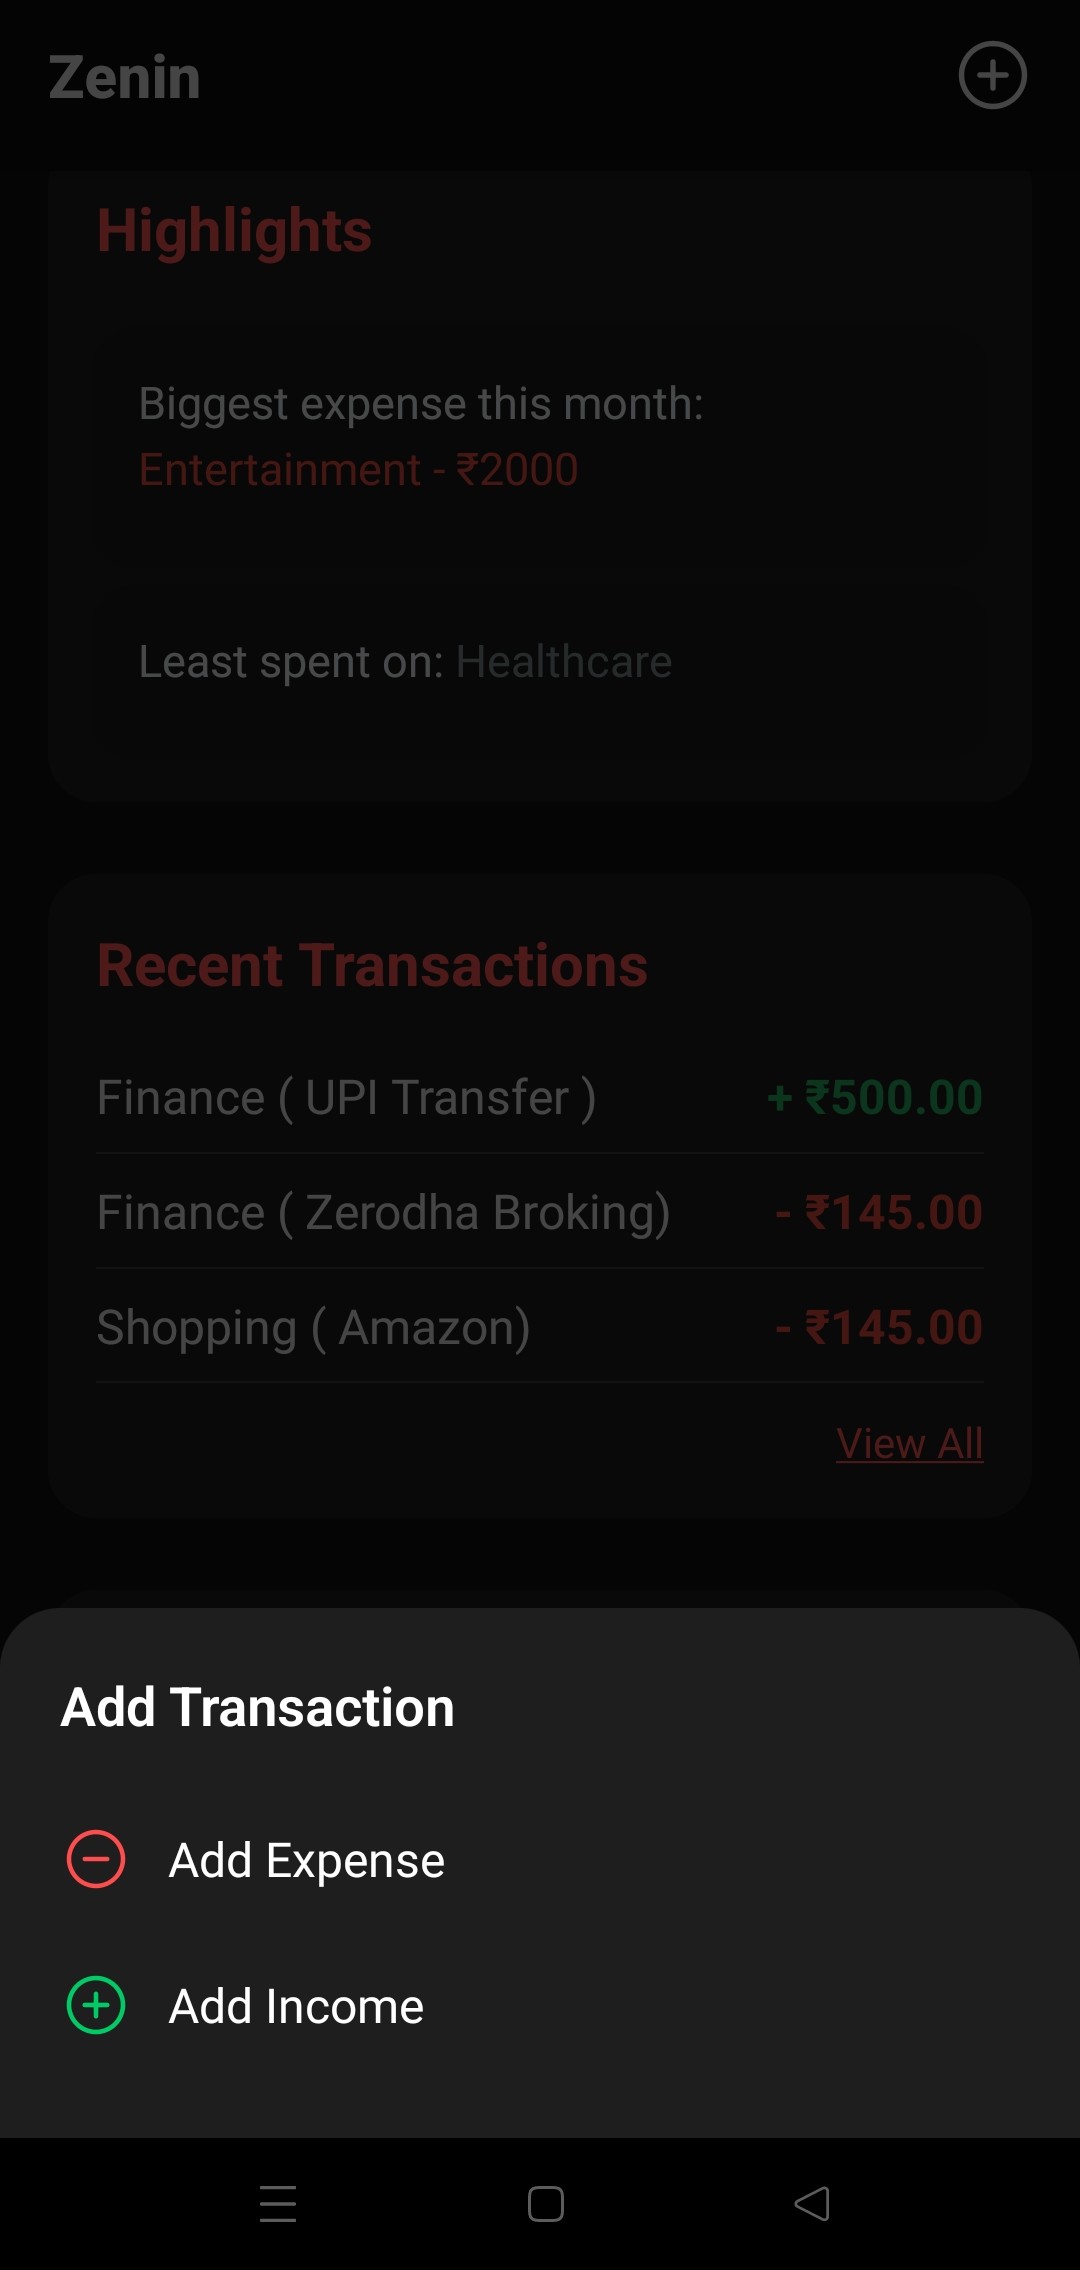 Zenin
Highlights
Biggest expense this month:
Entertainment - ₹2000
Least spent on: Healthcare
Recent Transactions
Finance ( UPI Transfer ) + ₹500.00
Finance ( Zerodha Broking) - ₹145.00
Shopping ( Amazon) - ₹145.00
View All
Add Transaction
Add Expense
Add Income